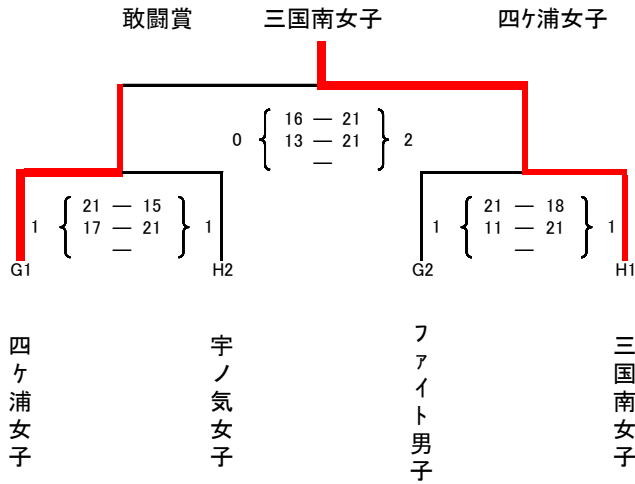 敢闘賞 三国南女子 四ケ浦女子
16 ― 21
0 { 13 ― 21 } 2
―
21 ― 15
1 { 17 ― 21 } 1
―
21 ― 18
1 { 11 ― 21 } 1
―
G1 H2 G2 H1
四ケ浦女子
宇ノ気女子
ファイト男子
三国南女子